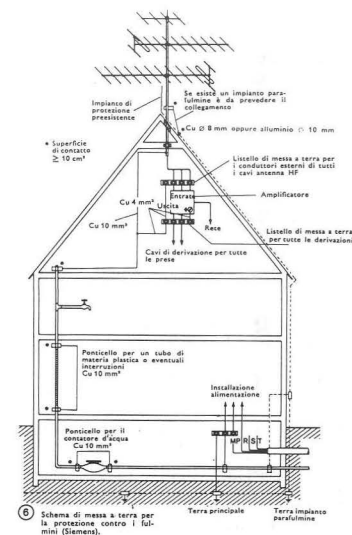 Impianto di
protezione
preesistente
Se esiste un impianto para-
fulmine è da prevedere il
collegamento
* Superficie
di contatto
≥ 10 cm²
*Cu Ø 8 mm oppure alluminio □ 10 mm
Listello di messa a terra per
i conduttori esterni di tutti
i cavi antenna HF
Amplificatore
Entrate
Uscita
Cu 4 mm²
Cu 10 mm²
Rete
Listello di messa a terra
per tutte le derivazioni
Cavi di derivazione per tutte
le prese
Ponticello per un tubo di
materia plastica o eventuali
interruzioni
Cu 10 mm²
Installazione
alimentazione
Ponticello per il
contatore d'acqua
Cu 10 mm²
MP R S T
6 Schema di messa a terra per
la protezione contro i ful-
mini (Siemens).
Terra principale
Terra impianto
parafulmine